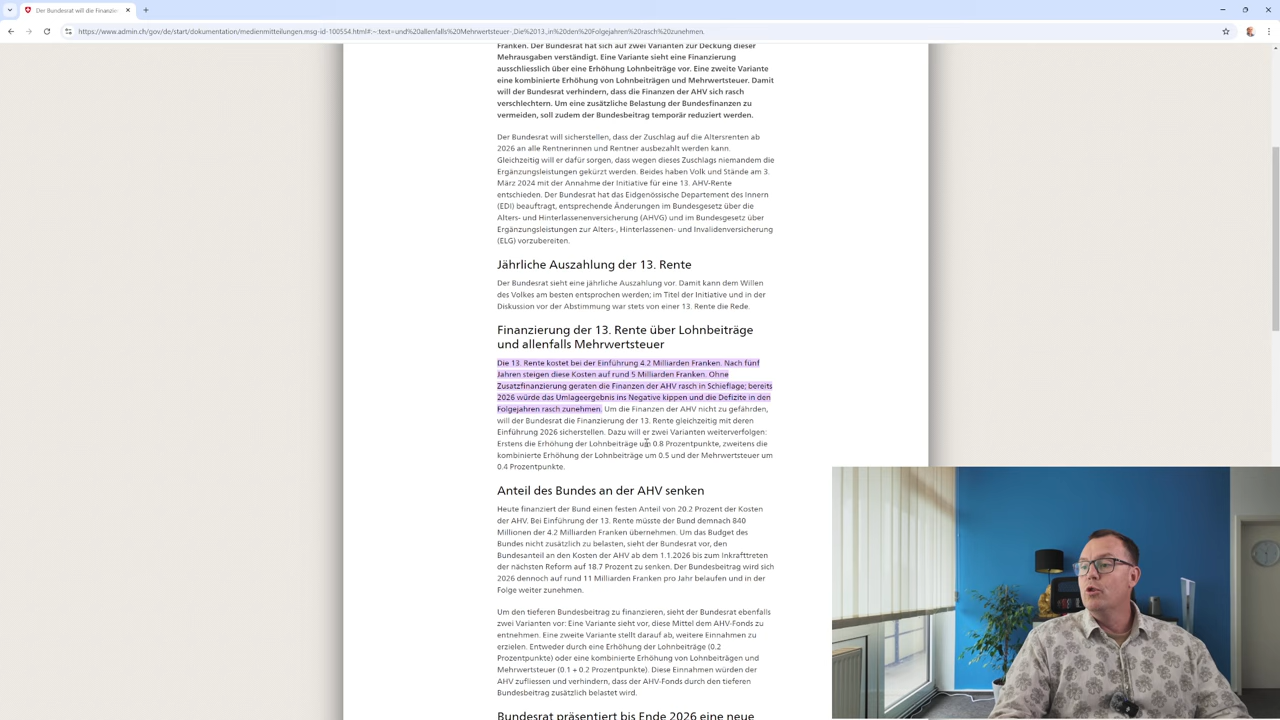 Der Bundesrat will die Finanzie
https://www.admin.ch/gov/de/start/dokumentation/medienmitteilungen.msg-id-100554.html#:~:text=und%20allenfalls%20Mehrwertsteuer-,Die%2013.,in%20den%20Folgejahren%20rasch%20zunehmen.
Franken. Der Bundesrat hat sich auf zwei Varianten zur Deckung dieser
Mehrausgaben verständigt. Eine Variante sieht eine Finanzierung
ausschliesslich über eine Erhöhung Lohnbeiträge vor. Eine zweite Variante
eine kombinierte Erhöhung von Lohnbeiträgen und Mehrwertsteuer. Damit
will der Bundesrat verhindern, dass die Finanzen der AHV sich rasch
verschlechtern. Um eine zusätzliche Belastung der Bundesfinanzen zu
vermeiden, soll zudem der Bundesbeitrag temporär reduziert werden.
Der Bundesrat will sicherstellen, dass der Zuschlag auf die Altersrenten ab
2026 an alle Rentnerinnen und Rentner ausbezahlt werden kann.
Gleichzeitig will er dafür sorgen, dass wegen dieses Zuschlags niemandem die
Ergänzungsleistungen gekürzt werden. Beides haben Volk und Stände am 3.
März 2024 mit der Annahme der Initiative für eine 13. AHV-Rente
entschieden. Der Bundesrat hat das Eidgenössische Departement des Innern
(EDI) beauftragt, entsprechende Änderungen im Bundesgesetz über die
Alters- und Hinterlassenenversicherung (AHVG) und im Bundesgesetz über
Ergänzungsleistungen zur Alters-, Hinterlassenen- und Invalidenversicherung
(ELG) vorzubereiten.
Jährliche Auszahlung der 13. Rente
Der Bundesrat sieht eine jährliche Auszahlung vor. Damit kann dem Willen
des Volkes am besten entsprochen werden; im Titel der Initiative und in der
Diskussion vor der Abstimmung war stets von einer 13. Rente die Rede.
Finanzierung der 13. Rente über Lohnbeiträge
und allenfalls Mehrwertsteuer
Die 13. Rente kostet bei der Einführung 4.2 Milliarden Franken. Nach fünf
Jahren steigen diese Kosten auf rund 5 Milliarden Franken. Ohne
Zusatzfinanzierung geraten die Finanzen der AHV rasch in Schieflage; bereits
2026 würde das Umlageergebnis ins Negative kippen und die Defizite in den
Folgejahren rasch zunehmen. Um die Finanzen der AHV nicht zu gefährden,
will der Bundesrat die Finanzierung der 13. Rente gleichzeitig mit deren
Einführung 2026 sicherstellen. Dazu will er zwei Varianten weiterverfolgen:
Erstens die Erhöhung der Lohnbeiträge um 0.8 Prozentpunkte, zweitens die
kombinierte Erhöhung der Lohnbeiträge um 0.5 und der Mehrwertsteuer um
0.4 Prozentpunkte.
Anteil des Bundes an der AHV senken
Heute finanziert der Bund einen festen Anteil von 20.2 Prozent der Kosten
der AHV. Bei Einführung der 13. Rente müsste der Bund demnach 840
Millionen der 4.2 Milliarden Franken übernehmen. Um das Budget des
Bundes nicht zusätzlich zu belasten, sieht der Bundesrat vor, den
Bundesanteil an den Kosten der AHV ab dem 1.1.2026 bis zum Inkrafttreten
der nächsten Reform auf 18.7 Prozent zu senken. Der Bundesbeitrag wird sich
2026 dennoch auf rund 11 Milliarden Franken pro Jahr belaufen und in der
Folge weiter zunehmen.
Um den tieferen Bundesbeitrag zu finanzieren, sieht der Bundesrat ebenfalls
zwei Varianten vor: Eine Variante sieht vor, diese Mittel dem AHV-Fonds zu
entnehmen. Eine zweite Variante stellt darauf ab, weitere Einnahmen zu
erzielen. Entweder durch eine Erhöhung der Lohnbeiträge (0.2
Prozentpunkte) oder eine kombinierte Erhöhung von Lohnbeiträgen und
Mehrwertsteuer (0.1 + 0.2 Prozentpunkte). Diese Einnahmen würden der
AHV zufliessen und verhindern, dass der AHV-Fonds durch den tieferen
Bundesbeitrag zusätzlich belastet wird.
Bundesrat präsentiert bis Ende 2026 eine neue